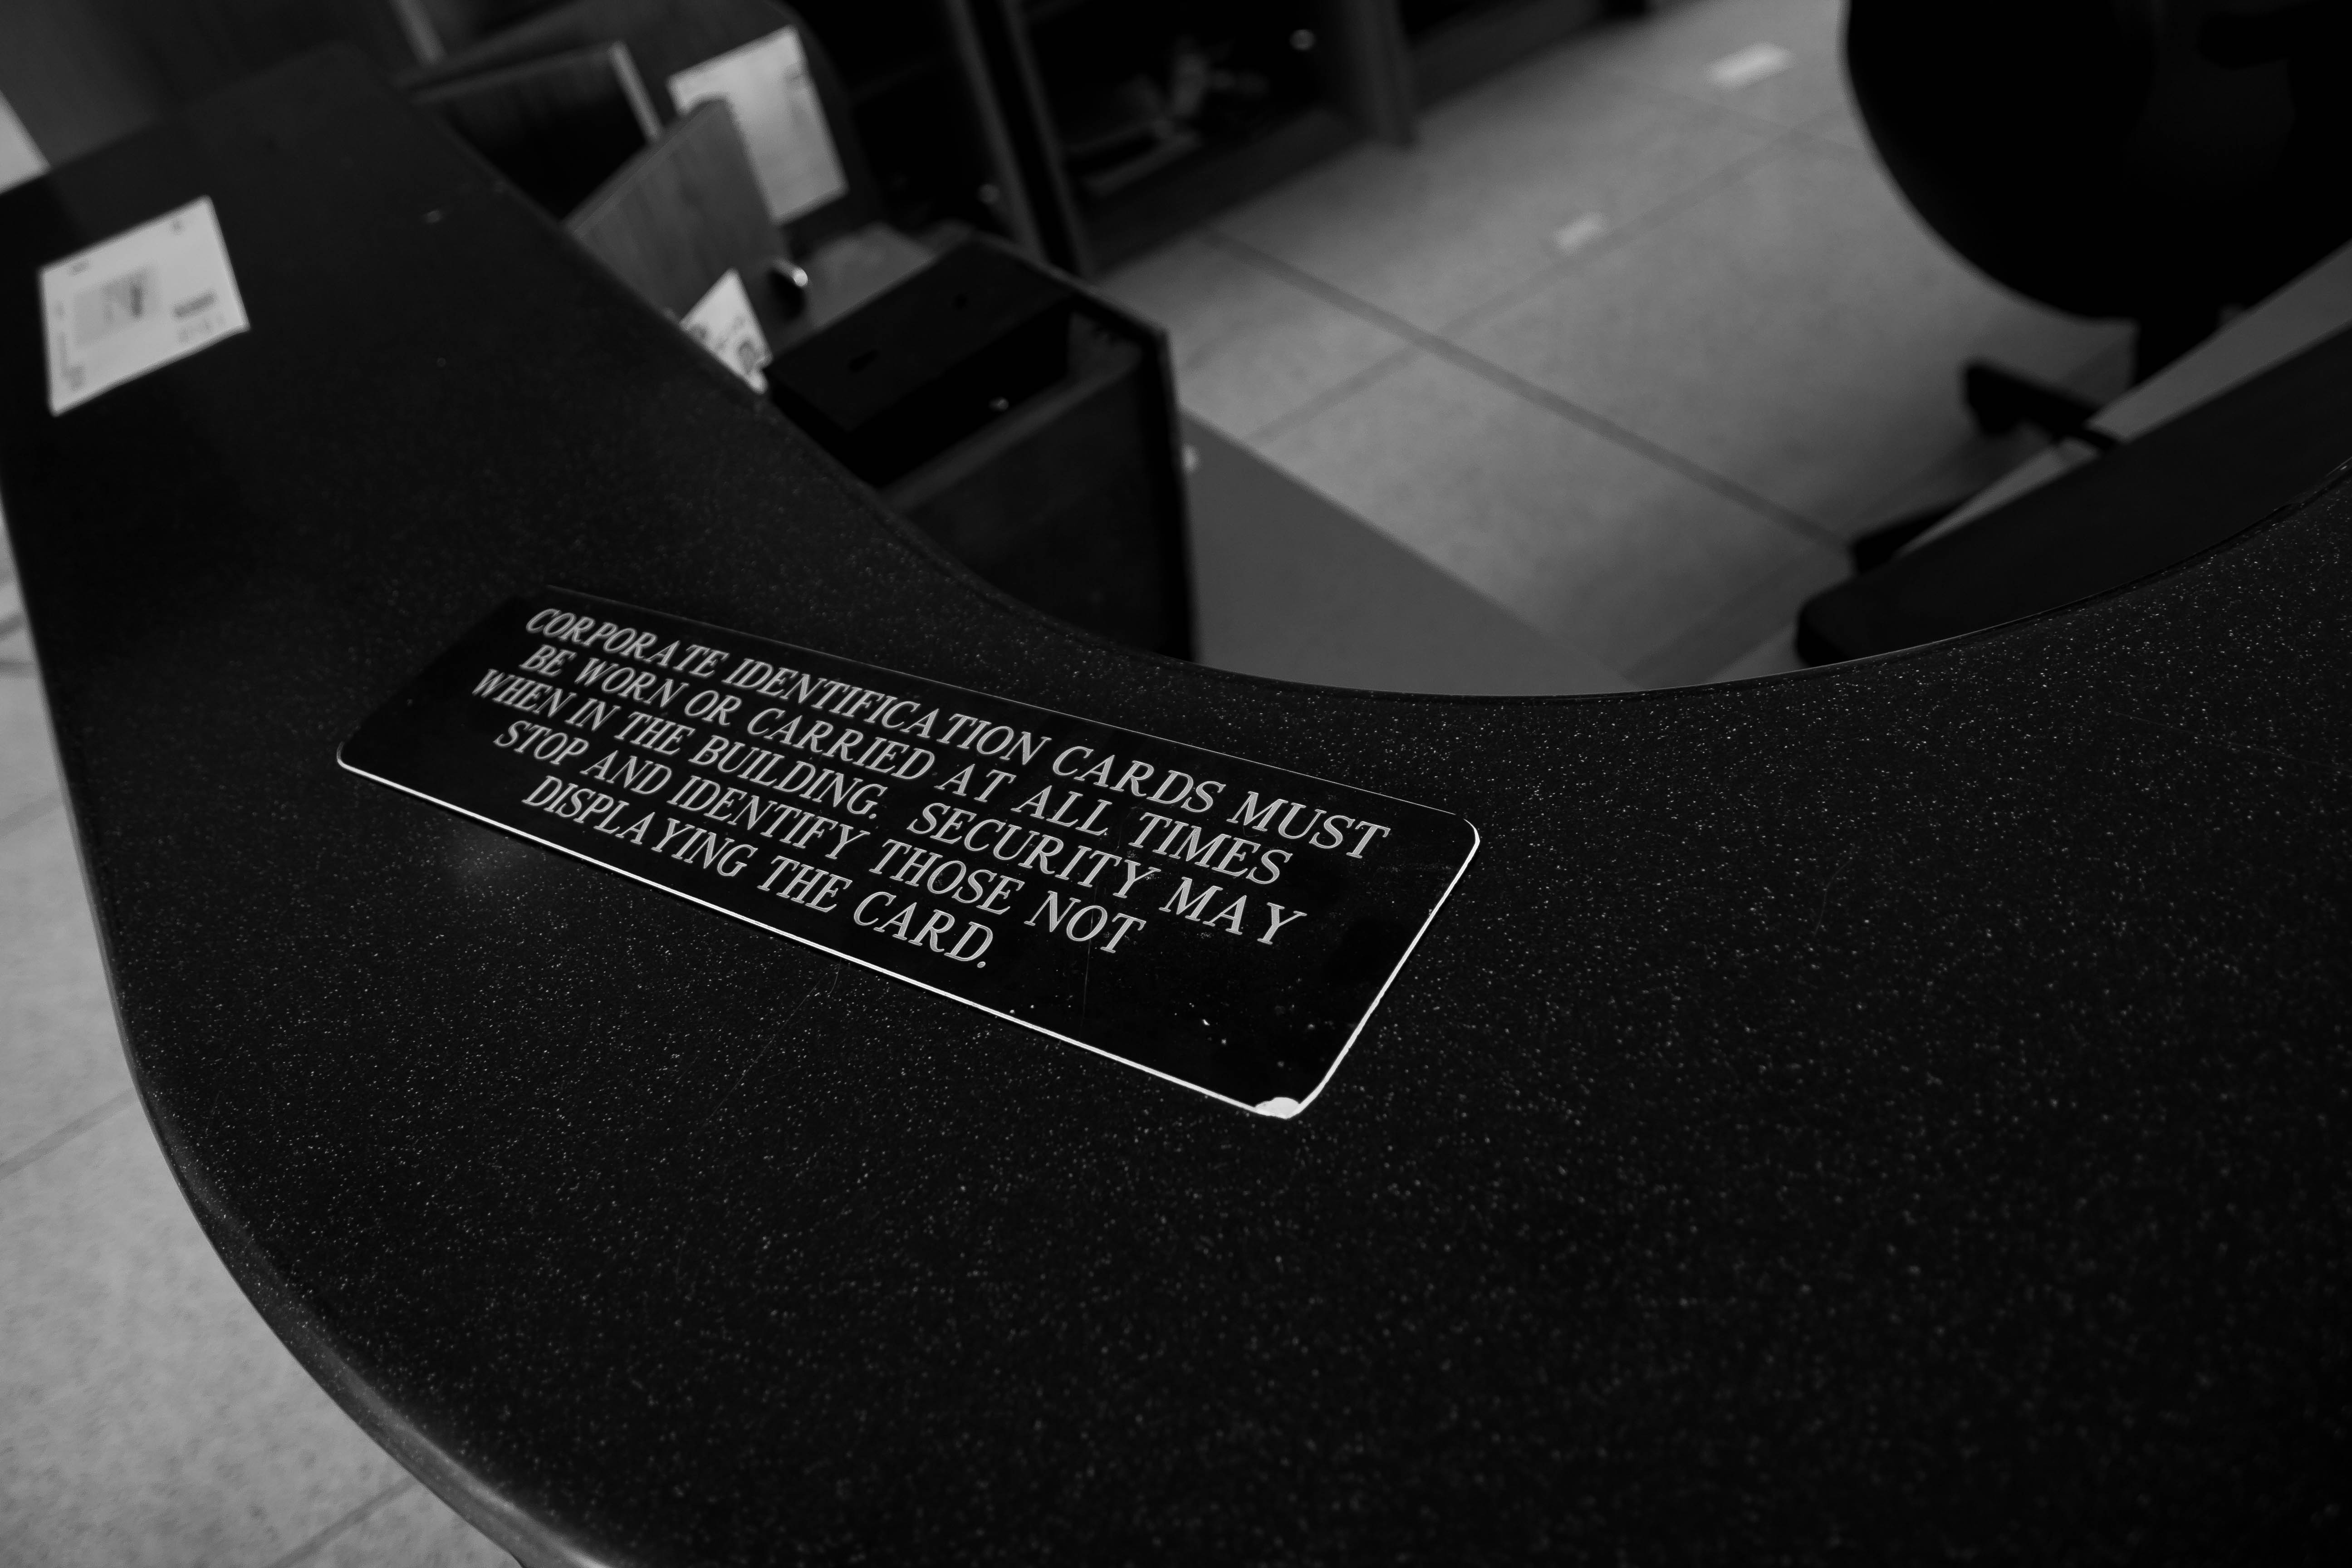 CORPORATE IDENTIFICATION CARDS MUST
BE WORN OR CARRIED AT ALL TIMES
WHEN IN THE BUILDING. SECURITY MAY
STOP AND IDENTIFY THOSE NOT
DISPLAYING THE CARD.